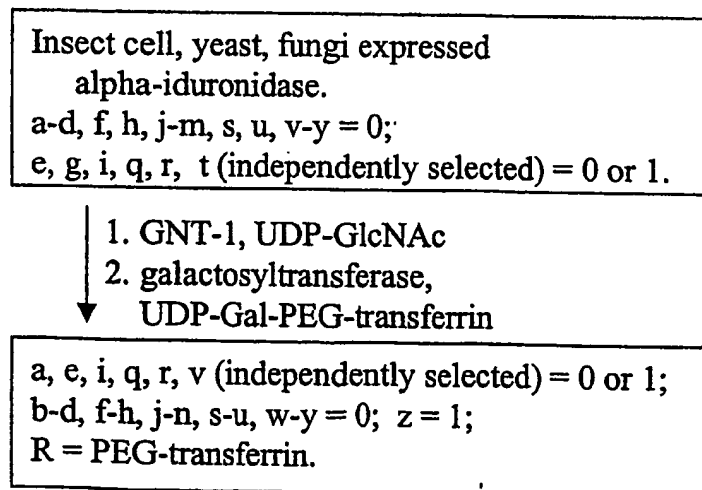 Insect cell, yeast, fungi expressed
alpha-iduronidase.
a-d, f, h, j-m, s, u, v-y = 0;
e, g, i, q, r, t (independently selected) = 0 or 1.
1. GNT-1, UDP-GlcNAc
2. galactosyltransferase,
UDP-Gal-PEG-transferrin
a, e, i, q, r, v (independently selected) = 0 or 1;
b-d, f-h, j-n, s-u, w-y = 0; z = 1;
R = PEG-transferrin.